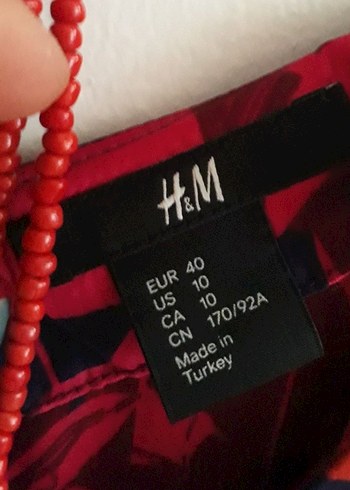 H&M
EUR 40
US 10
CA 10
CN 170/92A
Made in
Turkey